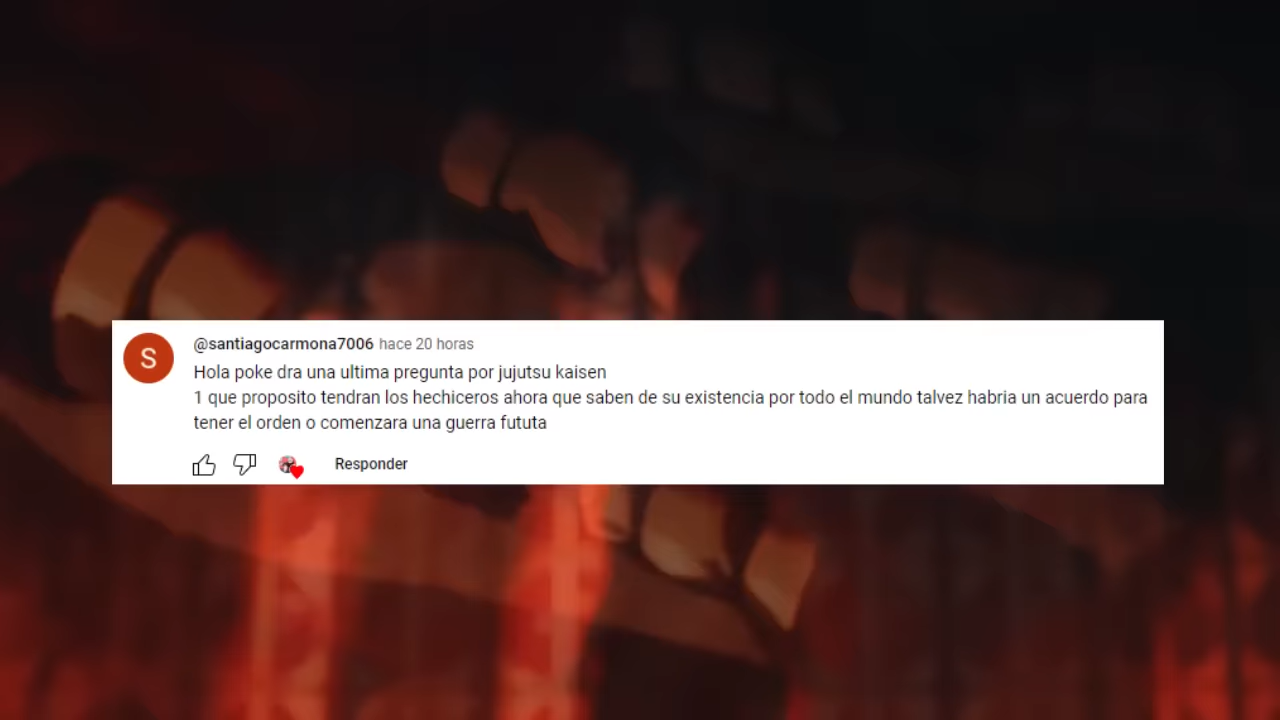 S
@santiagocarmona7006 hace 20 horas
Hola poke dra una ultima pregunta por jujutsu kaisen
1 que proposito tendran los hechiceros ahora que saben de su existencia por todo el mundo talvez habria un acuerdo para
tener el orden o comenzara una guerra fututa
Responder